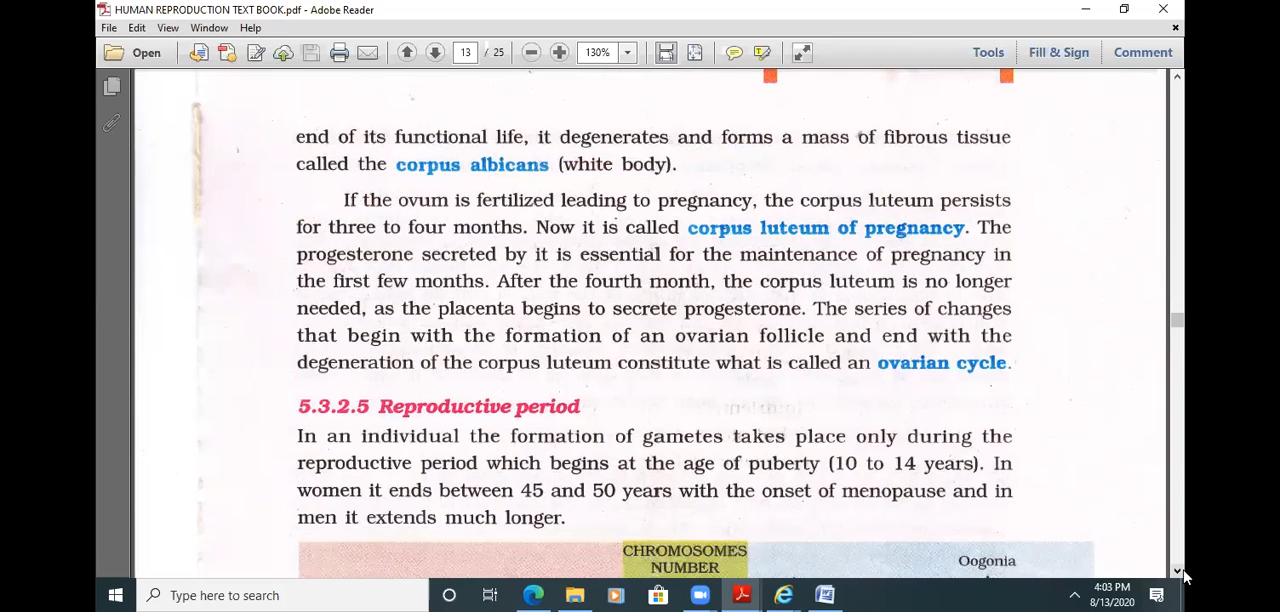 HUMAN REPRODUCTION TEXT BOOK.pdf - Adobe Reader
File Edit View Window Help
Open 13 / 25 130% Tools Fill & Sign Comment
end of its functional life, it degenerates and forms a mass of fibrous tissue
called the corpus albicans (white body).
If the ovum is fertilized leading to pregnancy, the corpus luteum persists
for three to four months. Now it is called corpus luteum of pregnancy. The
progesterone secreted by it is essential for the maintenance of pregnancy in
the first few months. After the fourth month, the corpus luteum is no longer
needed, as the placenta begins to secrete progesterone. The series of changes
that begin with the formation of an ovarian follicle and end with the
degeneration of the corpus luteum constitute what is called an ovarian cycle.
5.3.2.5 Reproductive period
In an individual the formation of gametes takes place only during the
reproductive period which begins at the age of puberty (10 to 14 years). In
women it ends between 45 and 50 years with the onset of menopause and in
men it extends much longer.
CHROMOSOMES
NUMBER
Oogonia
Type here to search
4:03 PM
8/13/2020